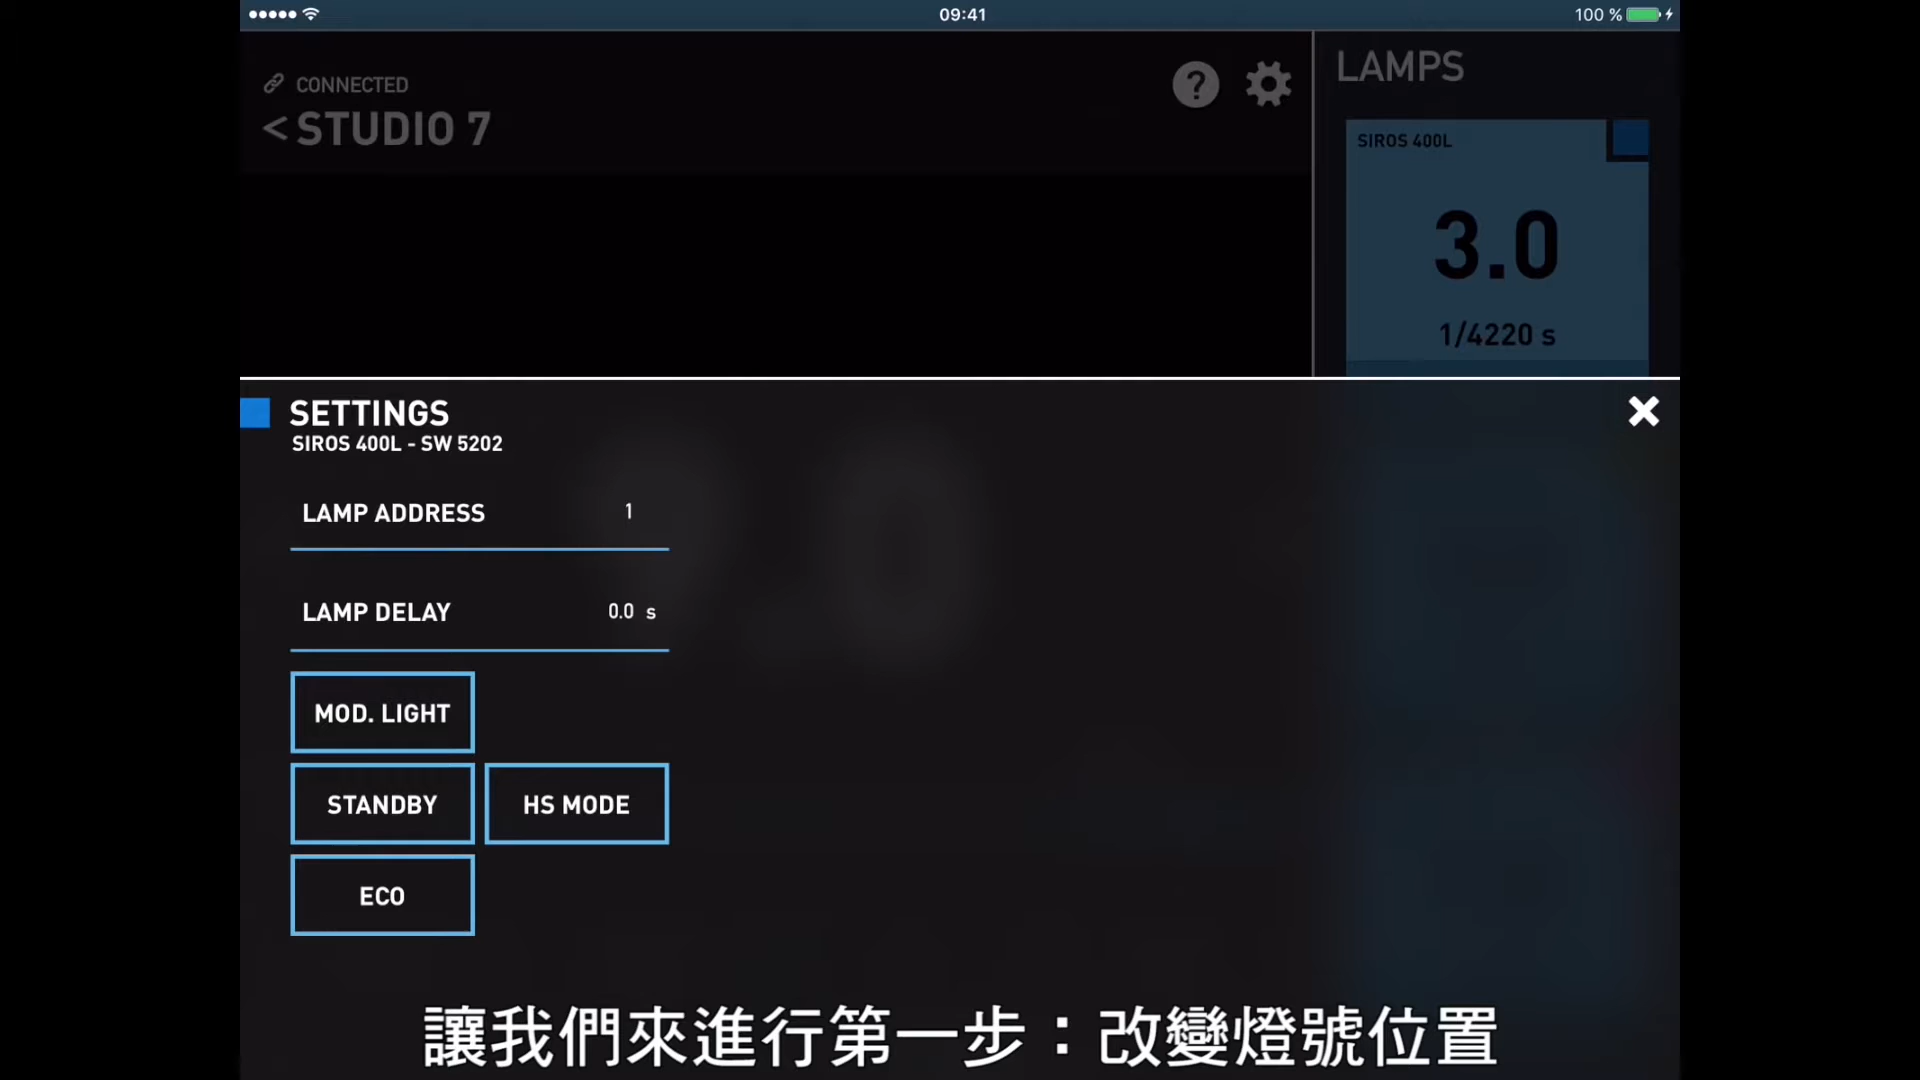 09:41
100 %
CONNECTED
< STUDIO 7
?
LAMPS
SIROS 400L
3.0
1/4220 s
SETTINGS
SIROS 400L - SW 5202
LAMP ADDRESS 1
LAMP DELAY 0.0 s
MOD. LIGHT
STANDBY
HS MODE
ECO
讓我們來進行第一步：改變燈號位置